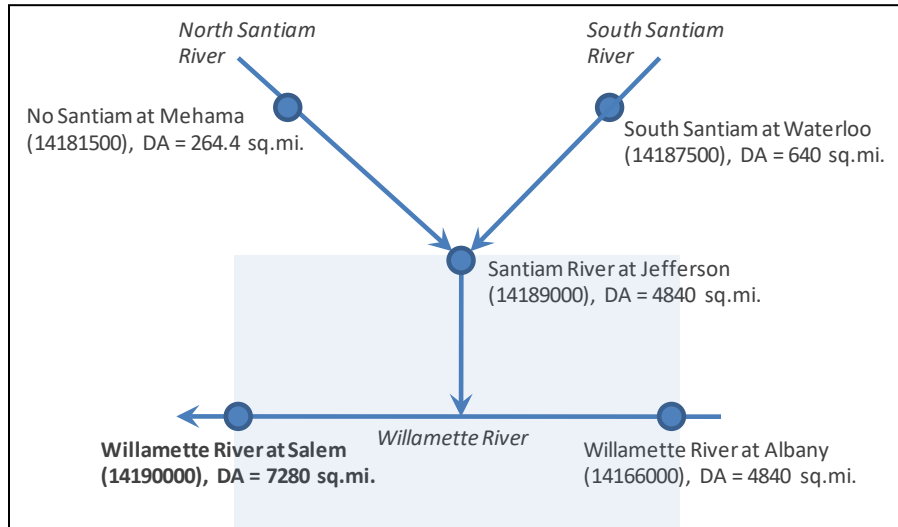 North Santiam
River
South Santiam
River
No Santiam at Mehama
(14181500), DA = 264.4 sq.mi.
South Santiam at Waterloo
(14187500), DA = 640 sq.mi.
Santiam River at Jefferson
(14189000), DA = 4840 sq.mi.
Willamette River
Willamette River at Salem
(14190000), DA = 7280 sq.mi.
Willamette River at Albany
(14166000), DA = 4840 sq.mi.